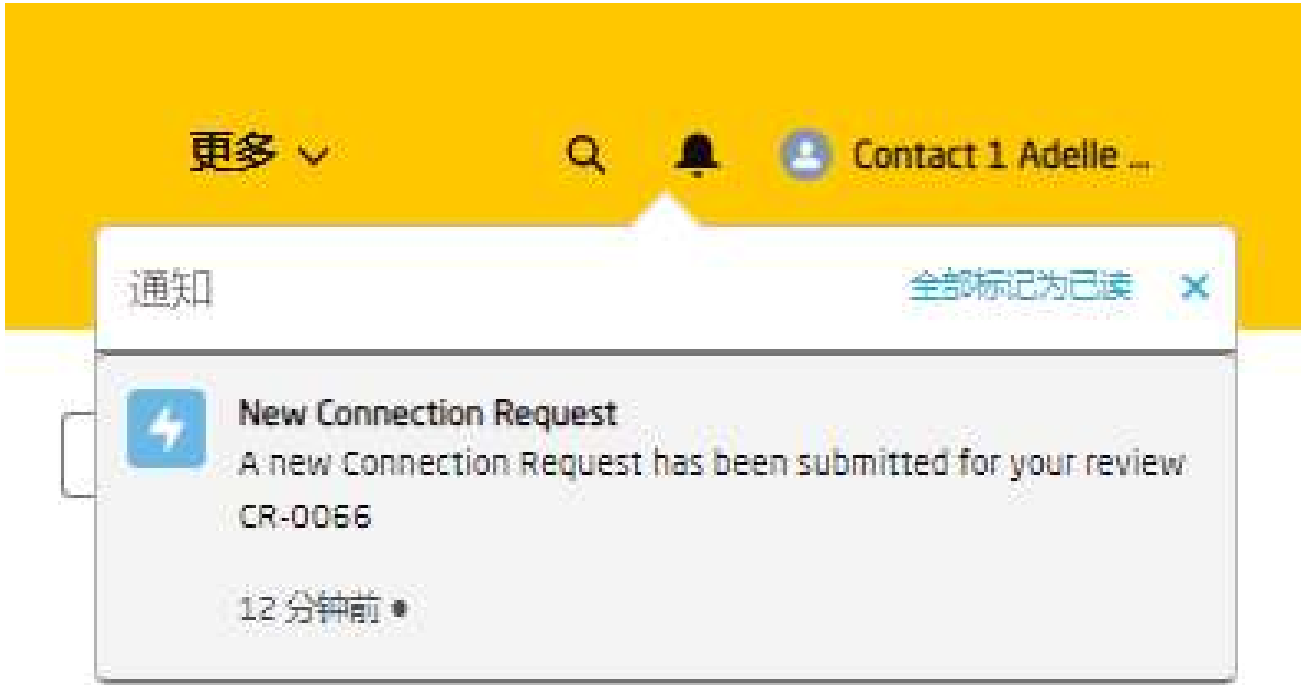 更多
Contact 1 Adelle ...
通知
全部标记为已读
New Connection Request
A new Connection Request has been submitted for your review
CR-0066
12 分钟前